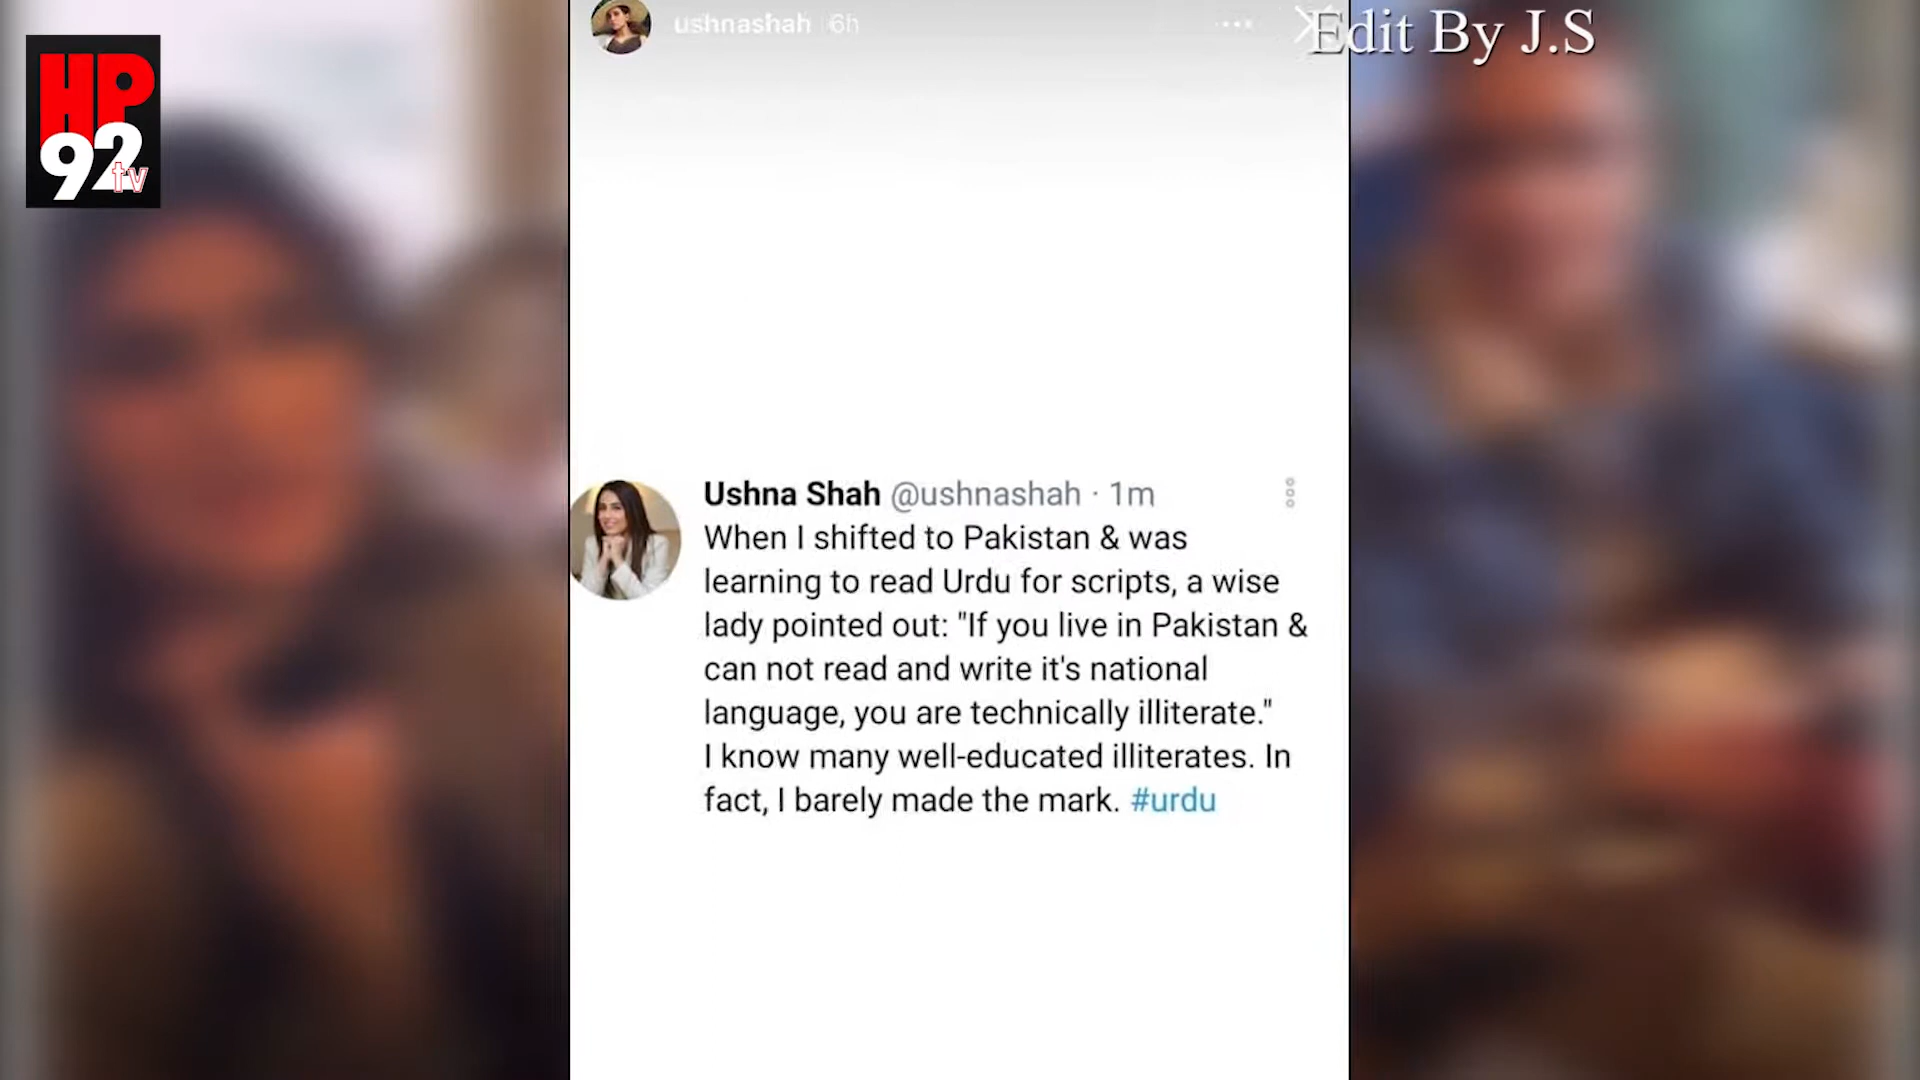 HP
92
tv
ushnashah 6h
Edit By J.S
Ushna Shah @ushnashah · 1m
When I shifted to Pakistan & was
learning to read Urdu for scripts, a wise
lady pointed out: "If you live in Pakistan &
can not read and write it's national
language, you are technically illiterate."
I know many well-educated illiterates. In
fact, I barely made the mark. #urdu